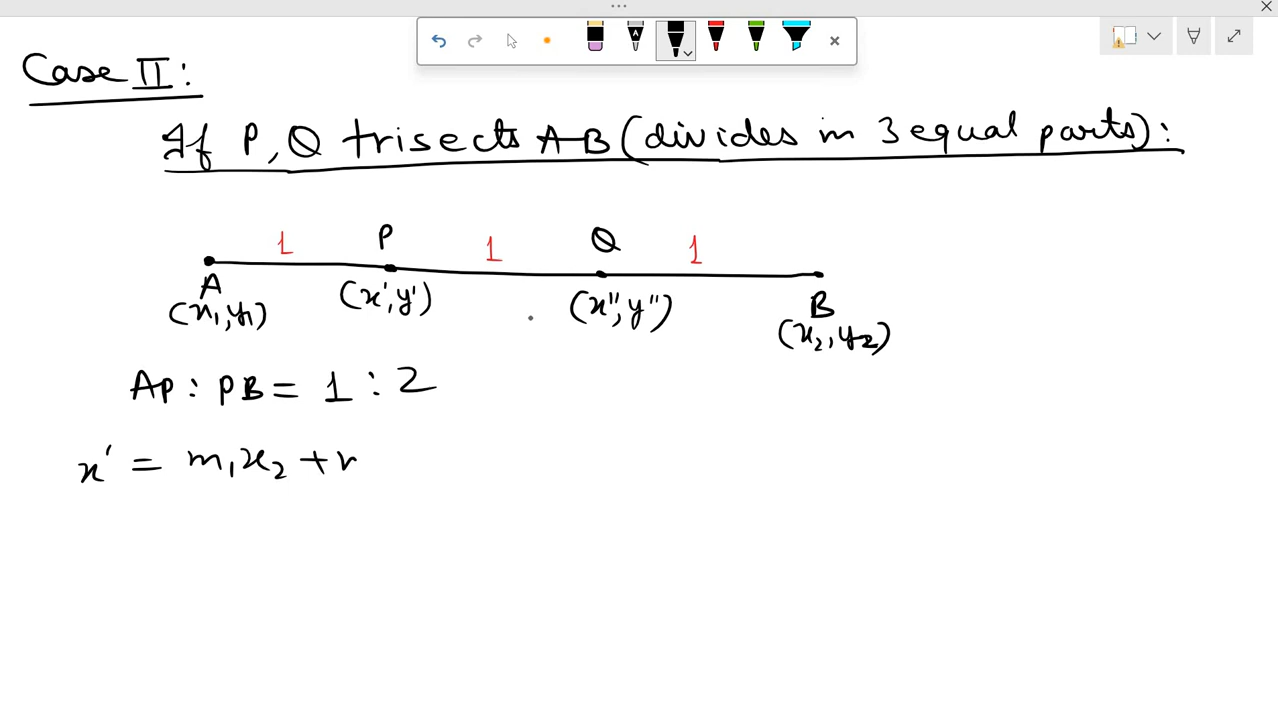 Case II:
If P, Q trisects AB (divides in 3 equal parts):
1 P 1 Q 1
A (x', y') (x'', y'') B
(x₁, y₁) (x₂, y₂)
AP : PB = 1 : 2
x' = m₁x₂ + r